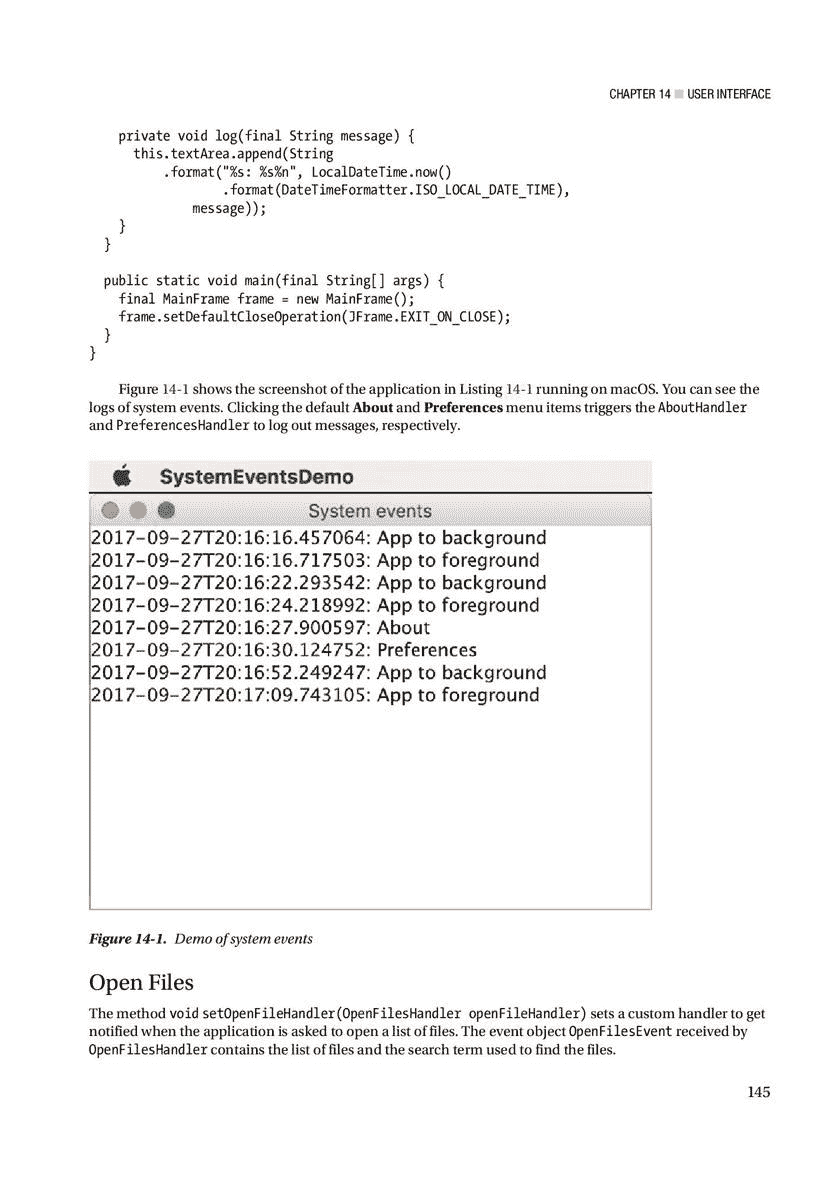 CHAPTER 14 ■ USER INTERFACE
    private void log(final String message) {
      this.textArea.append(String
          .format("%s: %s%n", LocalDateTime.now()
                  .format(DateTimeFormatter.ISO_LOCAL_DATE_TIME),
              message));
    }
  }
  public static void main(final String[] args) {
    final MainFrame frame = new MainFrame();
    frame.setDefaultCloseOperation(JFrame.EXIT_ON_CLOSE);
  }
}
Figure 14-1 shows the screenshot of the application in Listing 14-1 running on macOS. You can see the
logs of system events. Clicking the default About and Preferences menu items triggers the AboutHandler
and PreferencesHandler to log out messages, respectively.
SystemEventsDemo
System events
2017-09-27T20:16:16.457064: App to background
2017-09-27T20:16:16.717503: App to foreground
2017-09-27T20:16:22.293542: App to background
2017-09-27T20:16:24.218992: App to foreground
2017-09-27T20:16:27.900597: About
2017-09-27T20:16:30.124752: Preferences
2017-09-27T20:16:52.249247: App to background
2017-09-27T20:17:09.743105: App to foreground
Figure 14-1. Demo of system events
Open Files
The method void setOpenFileHandler(OpenFilesHandler openFileHandler) sets a custom handler to get
notified when the application is asked to open a list of files. The event object OpenFilesEvent received by
OpenFilesHandler contains the list of files and the search term used to find the files.
145